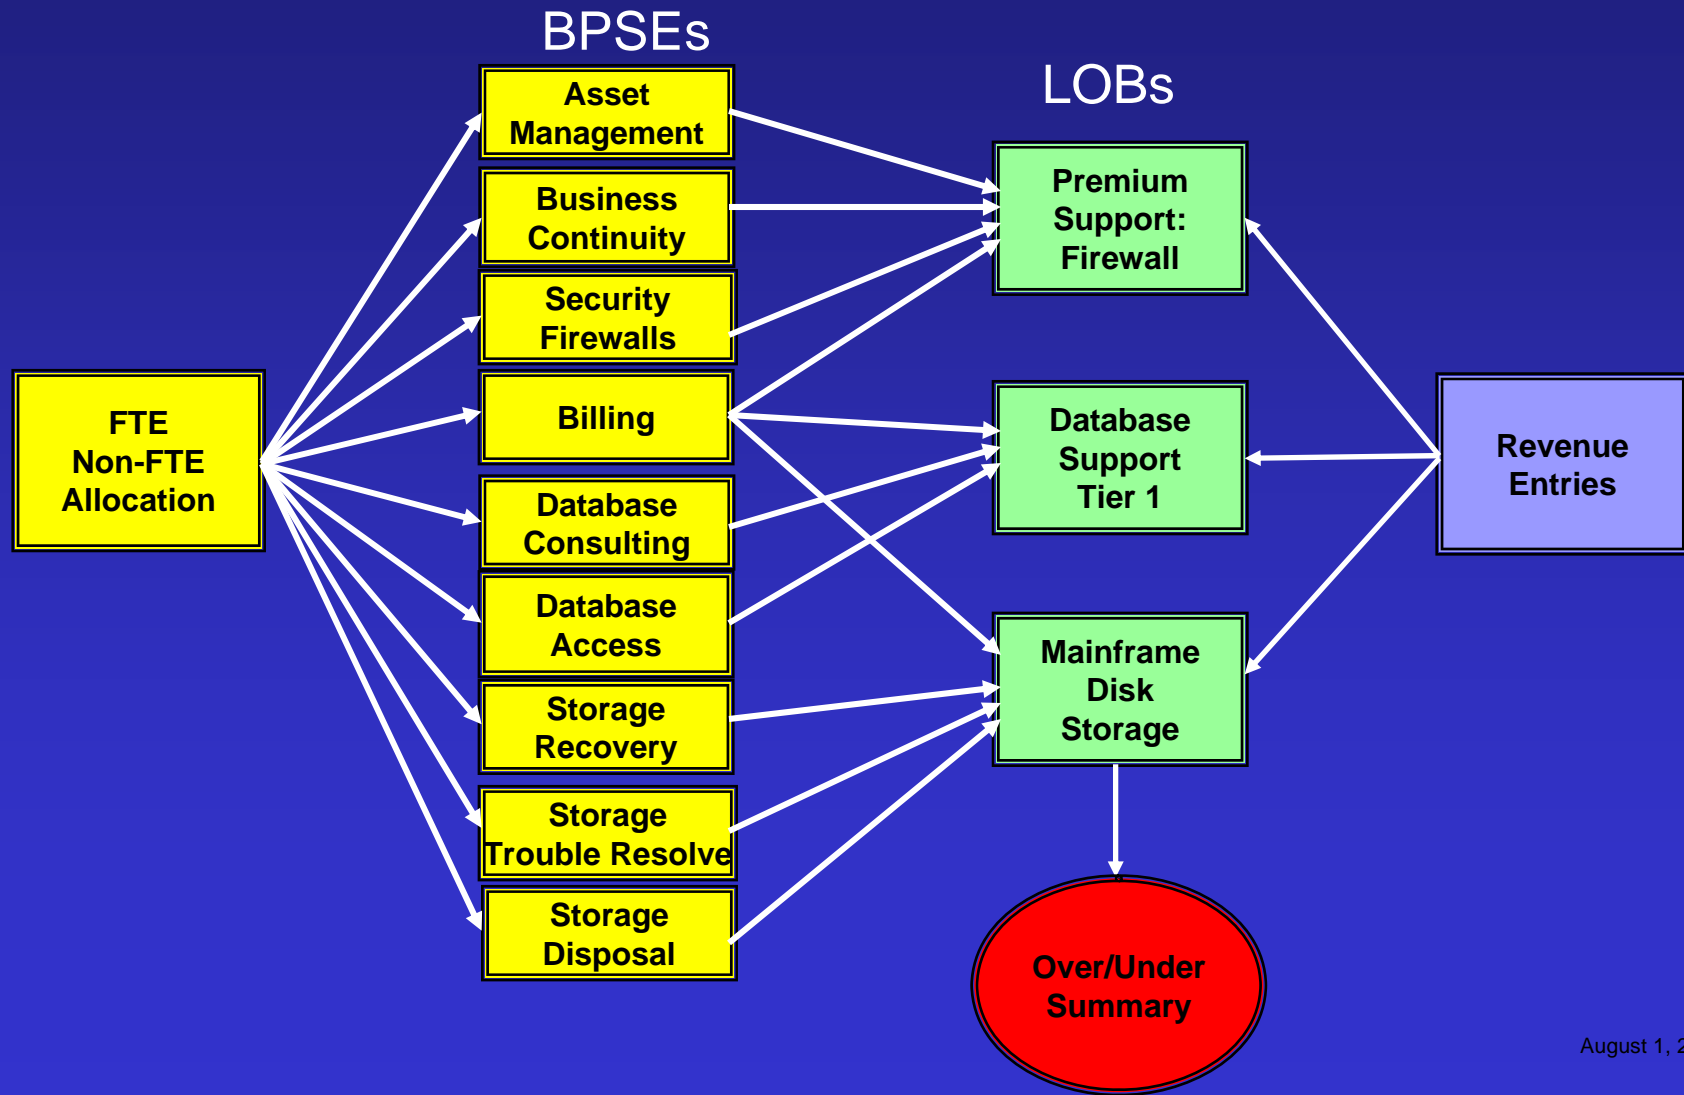 BPSEs
LOBs
Asset
Management
Business
Continuity
Security
Firewalls
Billing
Database
Consulting
Database
Access
Storage
Recovery
Storage
Trouble Resolve
Storage
Disposal
FTE
Non-FTE
Allocation
Premium
Support:
Firewall
Database
Support
Tier 1
Mainframe
Disk
Storage
Revenue
Entries
Over/Under
Summary
August 1, 2